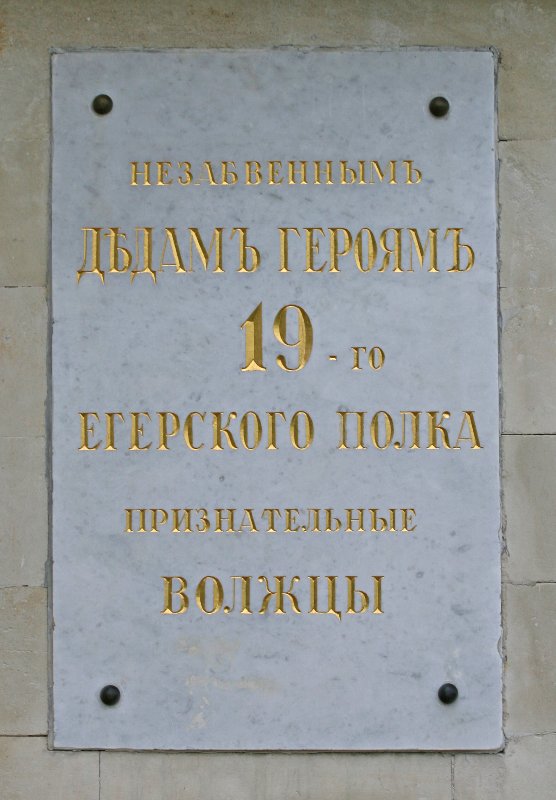 НЕЗАБВЕННЫМЪ
ДѢДАМЪ ГЕРОЯМЪ
19-го
ЕГЕРСКОГО ПОЛКА
ПРИЗНАТЕЛЬНЫЕ
ВОЛЖЦЫ